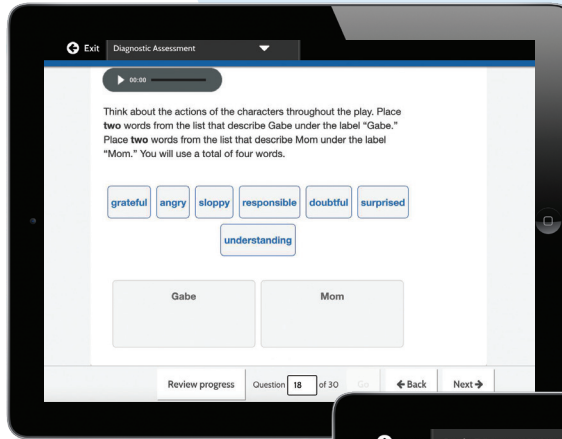 Exit Diagnostic Assessment
00:00
Think about the actions of the characters throughout the play. Place
two words from the list that describe Gabe under the label “Gabe.”
Place two words from the list that describe Mom under the label
“Mom.” You will use a total of four words.
grateful angry sloppy responsible doubtful surprised
understanding
Gabe Mom
Review progress Question 18 of 30 Go Back Next